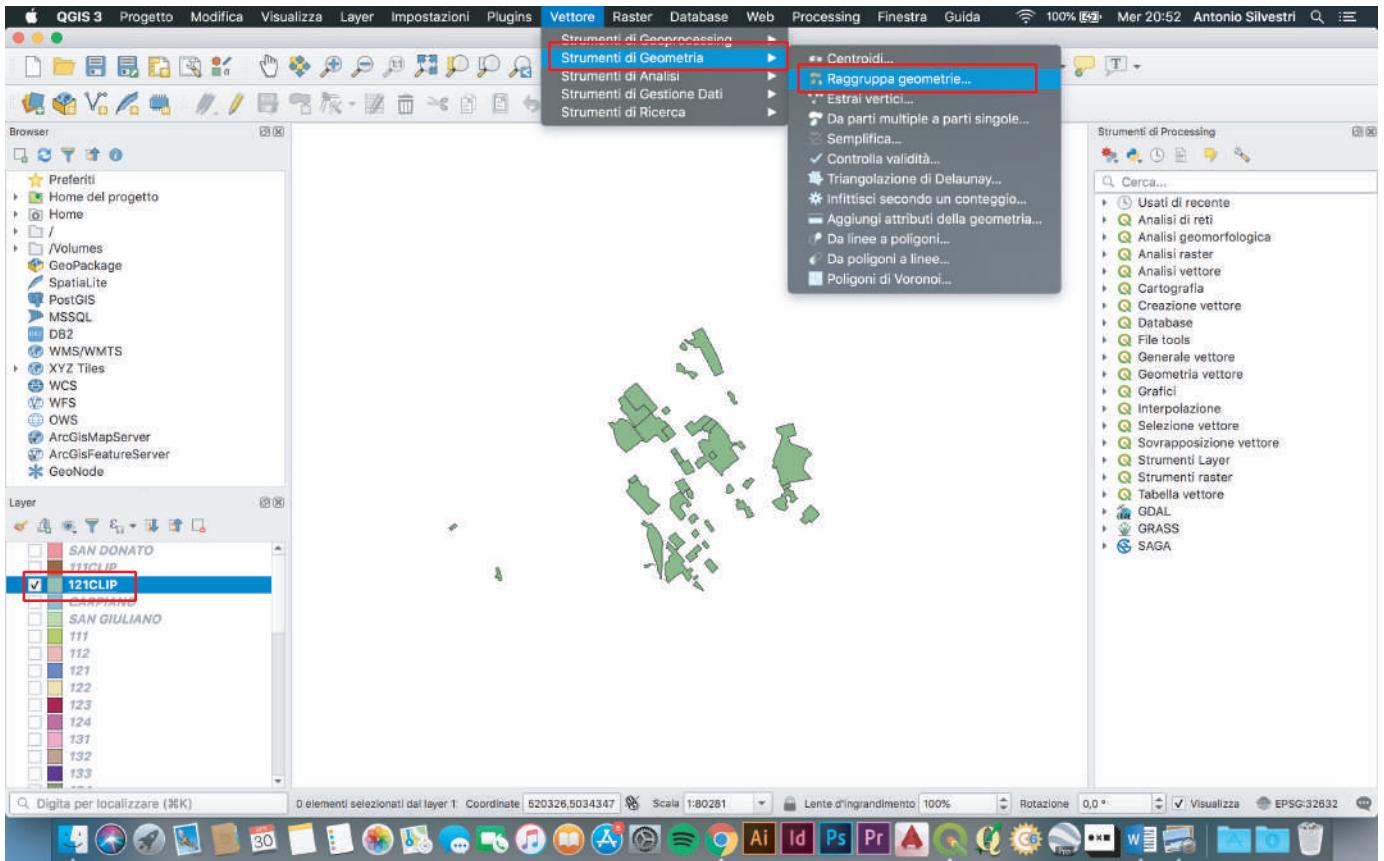 QGIS 3 Progetto Modifica Visualizza Layer Impostazioni Plugins Vettore Raster Database Web Processing Finestra Guida 100% Mer 20:52 Antonio Silvestri
Strumenti di Geoprocessing
Strumenti di Geometria
Strumenti di Analisi
Strumenti di Gestione Dati
Strumenti di Ricerca
Centroidi...
Raggruppa geometrie...
Estrai vertici...
Da parti multiple a parti singole...
Semplifica...
Controlla validità...
Triangolazione di Delaunay...
Infittisci secondo un conteggio...
Aggiungi attributi della geometria...
Da linee a poligoni...
Da poligoni a linee...
Poligoni di Voronoi...
Browser
Preferiti
Home del progetto
Home
/
/Volumes
GeoPackage
SpatiaLite
PostGIS
MSSQL
DB2
WMS/WMTS
XYZ Tiles
WCS
WFS
OWS
ArcGisMapServer
ArcGisFeatureServer
GeoNode
Layer
SAN DONATO
111CLIP
121CLIP
CARPIANO
SAN GIULIANO
111
112
121
122
123
124
131
132
133
Strumenti di Processing
Cerca...
Usati di recente
Analisi di reti
Analisi geomorfologica
Analisi raster
Analisi vettore
Cartografia
Creazione vettore
Database
File tools
Generale vettore
Geometria vettore
Grafici
Interpolazione
Selezione vettore
Sovrapposizione vettore
Strumenti Layer
Strumenti raster
Tabella vettore
GDAL
GRASS
SAGA
Digita per localizzare (⌘K) 0 elementi selezionati dal layer 1 Coordinate 520326,5034347 Scala 1:80281 Lente d'ingrandimento 100% Rotazione 0,0 ° Visualizza EPSG:32632
30 Ai Id Ps Pr Pro W